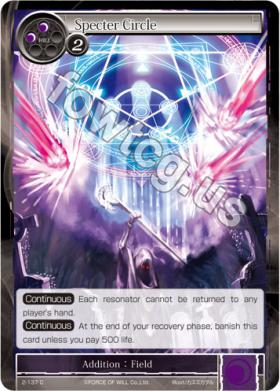 Specter Circle
WILL
2
fowtcg.us
Continuous Each resonator cannot be returned to any
player's hand.
Continuous At the end of your recovery phase, banish this
card unless you pay 500 life.
Addition : Field
2-137 C
©FORCE OF WILL Co.,Ltd.